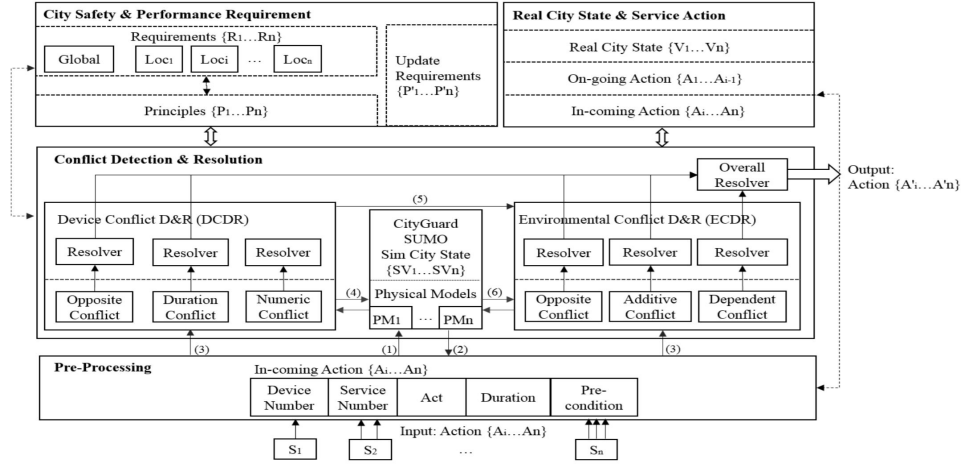 City Safety & Performance Requirement
Requirements {R1…Rn}
Global
Loc1
Loci
…
Locn
Principles {P1…Pn}
Update
Requirements
{P'1…P'n}
Real City State & Service Action
Real City State {V1…Vn}
On-going Action {A1…Ai-1}
In-coming Action {Ai…An}
Conflict Detection & Resolution
Overall
Resolver
Output:
Action {A'i…A'n}
Device Conflict D&R (DCDR)
Resolver
Resolver
Resolver
Opposite
Conflict
Duration
Conflict
Numeric
Conflict
(5)
CityGuard
SUMO
Sim City State
{SV1…SVn}
Physical Models
PM1
…
PMn
(4)
(6)
Environmental Conflict D&R (ECDR)
Resolver
Resolver
Resolver
Opposite
Conflict
Additive
Conflict
Dependent
Conflict
(3)
(1)
(2)
(3)
Pre-Processing
In-coming Action {Ai…An}
Device
Number
Service
Number
Act
Duration
Pre-
condition
Input: Action {Ai…An}
S1
S2
…
Sn